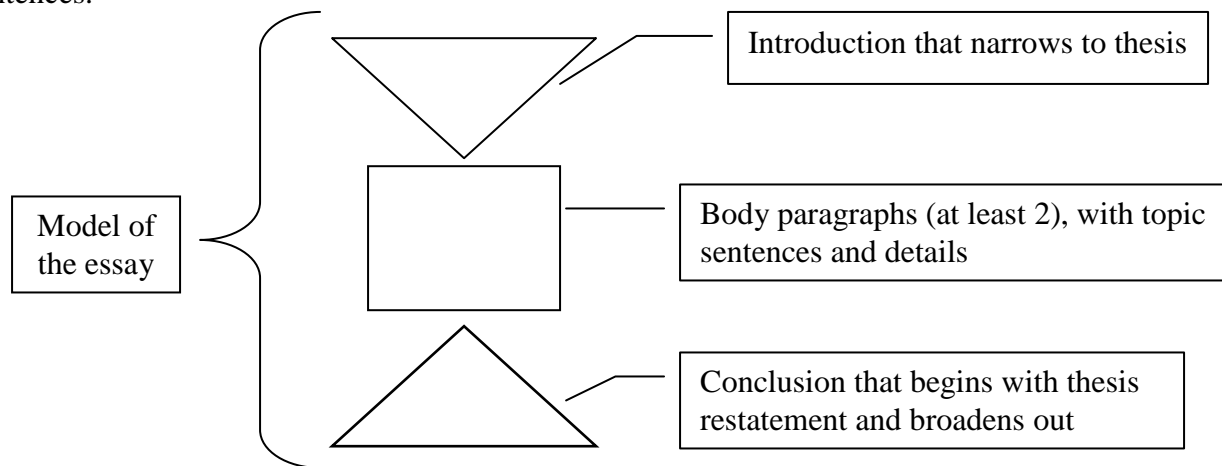 Introduction that narrows to thesis
Model of
the essay
Body paragraphs (at least 2), with topic
sentences and details
Conclusion that begins with thesis
restatement and broadens out